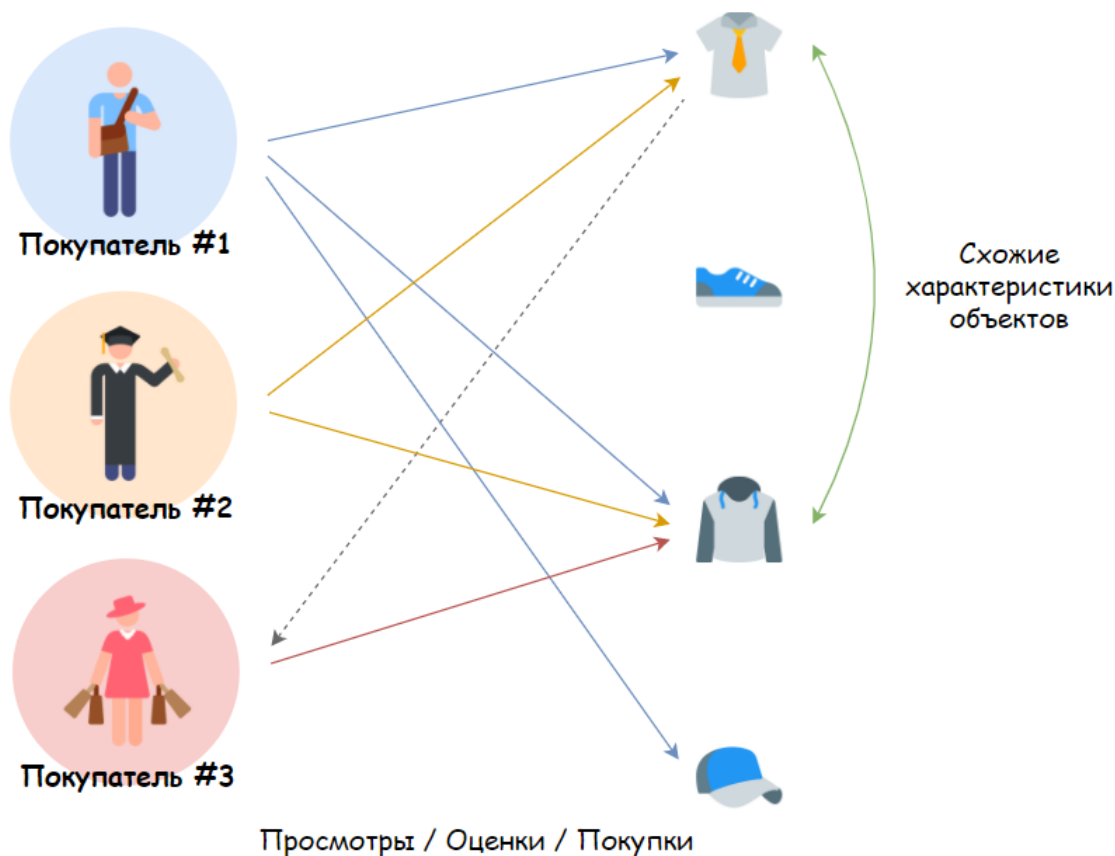 Покупатель #1
Покупатель #2
Покупатель #3
Схожие
характеристики
объектов
Просмотры / Оценки / Покупки